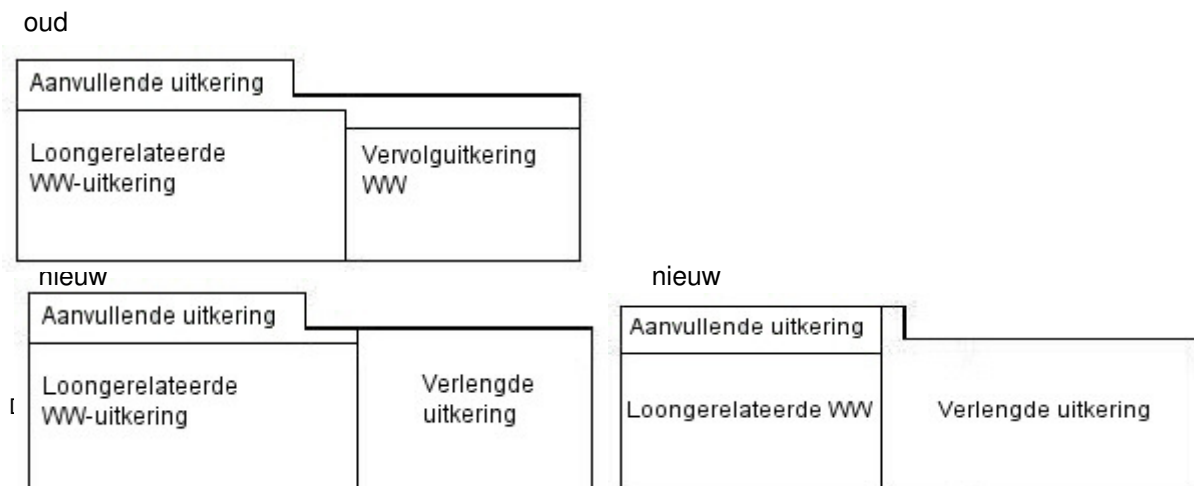 oud
Aanvullende uitkering
Loongerelateerde
WW-uitkering
Vervolguitkering
WW
nieuw
Aanvullende uitkering
Loongerelateerde
WW-uitkering
Verlengde
uitkering
nieuw
Aanvullende uitkering
Loongerelateerde WW
Verlengde uitkering